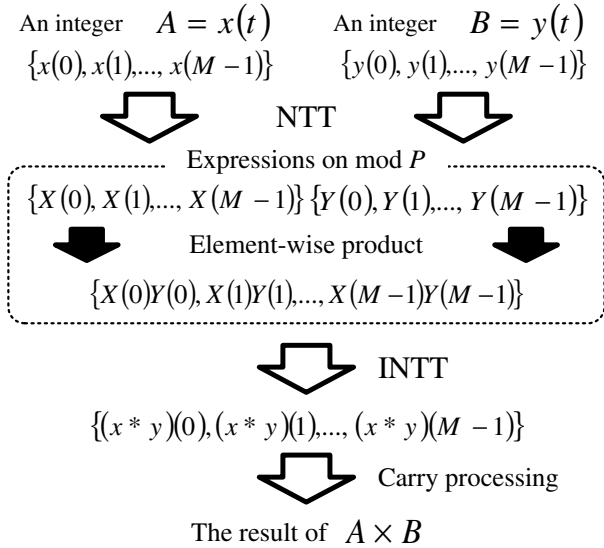 An integer A = x(t) An integer B = y(t)
{x(0), x(1),..., x(M − 1)} {y(0), y(1),..., y(M − 1)}
NTT
Expressions on mod P
{X(0), X(1),..., X(M − 1)} {Y(0), Y(1),..., Y(M − 1)}
Element-wise product
{X(0)Y(0), X(1)Y(1),..., X(M−1)Y(M−1)}
INTT
{(x * y)(0), (x * y)(1),..., (x * y)(M − 1)}
Carry processing
The result of A × B